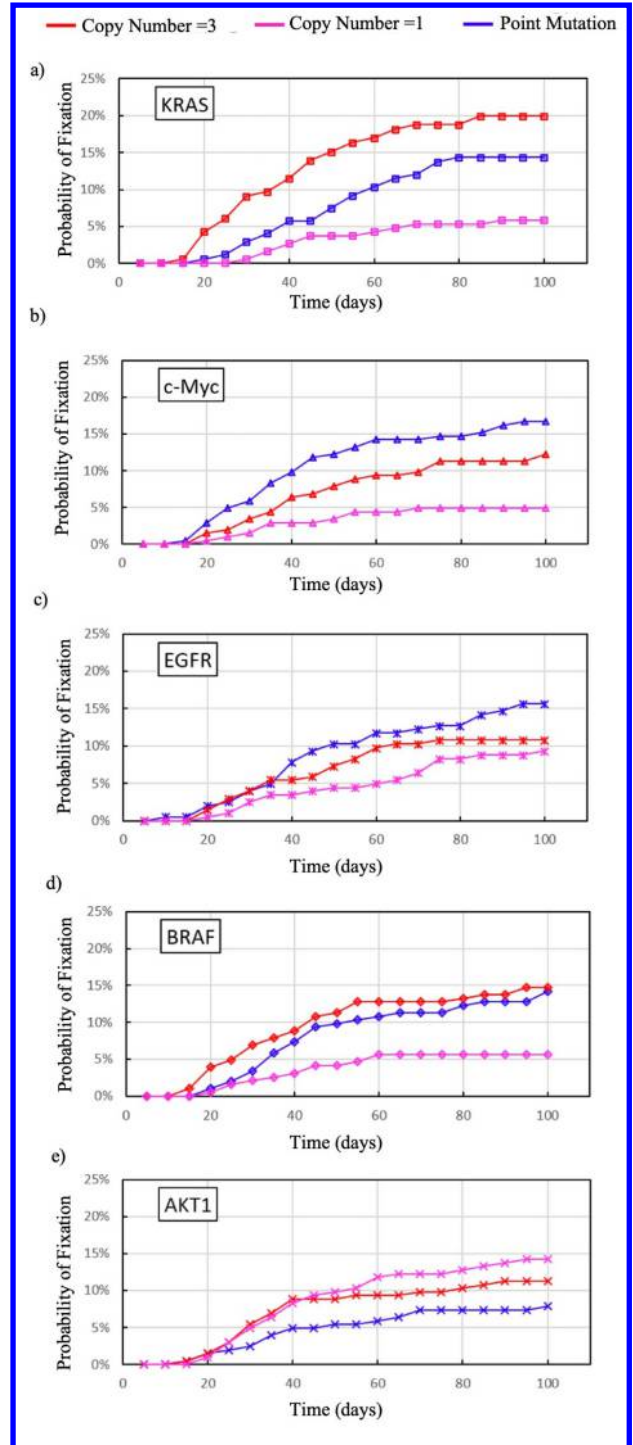 Copy Number =3 Copy Number =1 Point Mutation
a)
KRAS
Probability of Fixation
25%
20%
15%
10%
5%
0%
0 20 40 60 80 100
Time (days)
b)
c-Myc
Probability of Fixation
25%
20%
15%
10%
5%
0%
0 20 40 60 80 100
Time (days)
c)
EGFR
Probability of Fixation
25%
20%
15%
10%
5%
0%
0 20 40 60 80 100
Time (days)
d)
BRAF
Probability of Fixation
25%
20%
15%
10%
5%
0%
0 20 40 60 80 100
Time (days)
e)
AKT1
Probability of Fixation
25%
20%
15%
10%
5%
0%
0 20 40 60 80 100
Time (days)